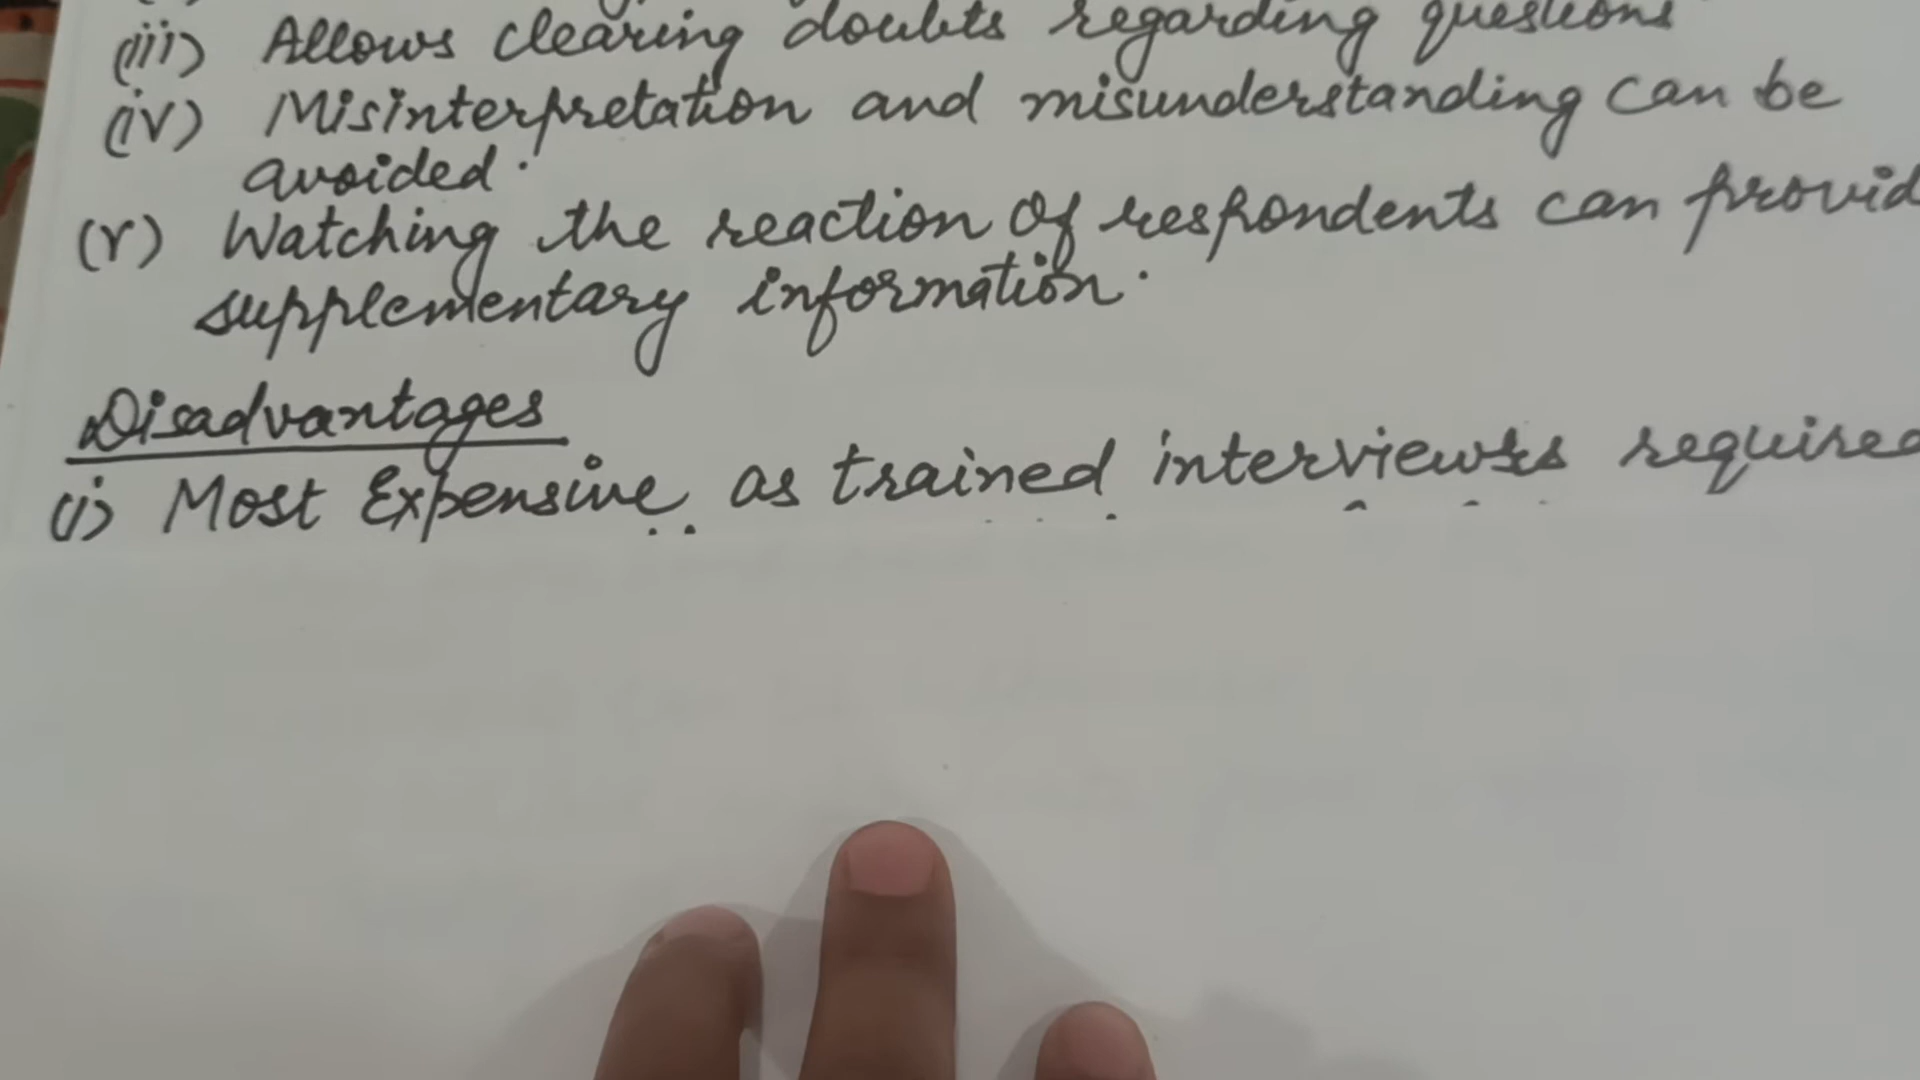 (iii) Allows clearing doubts regarding questions
(iv) Misinterpretation and misunderstanding can be
avoided.
(v) Watching the reaction of respondents can provid
supplementary information.
Disadvantages
(i) Most Expensive as trained interviewers required